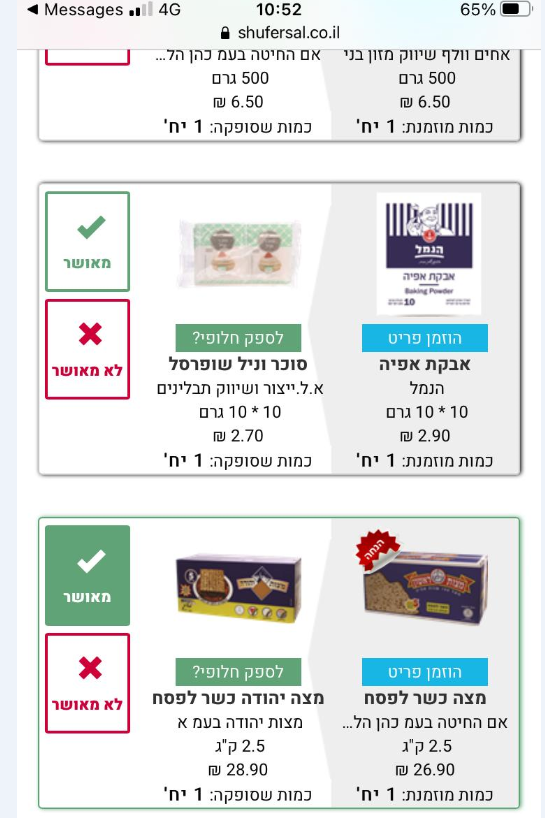 Messages 4G 10:52 65%
shufersal.co.il
אחים וולף שיווק מזון בני
500 גרם
6.50 ₪
כמות מוזמנת: 1 יח'
אם החיטה בעמ כהן הל...
500 גרם
6.50 ₪
כמות שסופקה: 1 יח'
הנמל
אבקת אפיה
Baking Powder
10
הוזמן פריט
אבקת אפיה
הנמל
10 * 10 גרם
2.90 ₪
כמות מוזמנת: 1 יח'
לספק חלופי?
סוכר וניל שופרסל
א.ל.ייצור ושיווק תבלינים
10 * 10 גרם
2.70 ₪
כמות שסופקה: 1 יח'
מאושר
לא מאושר
הנחה
הוזמן פריט
מצה כשר לפסח
אם החיטה בעמ כהן הל...
2.5 ק"ג
26.90 ₪
כמות מוזמנת: 1 יח'
לספק חלופי?
מצה יהודה כשר לפסח
מצות יהודה בעמ א
2.5 ק"ג
28.90 ₪
כמות שסופקה: 1 יח'
מאושר
לא מאושר